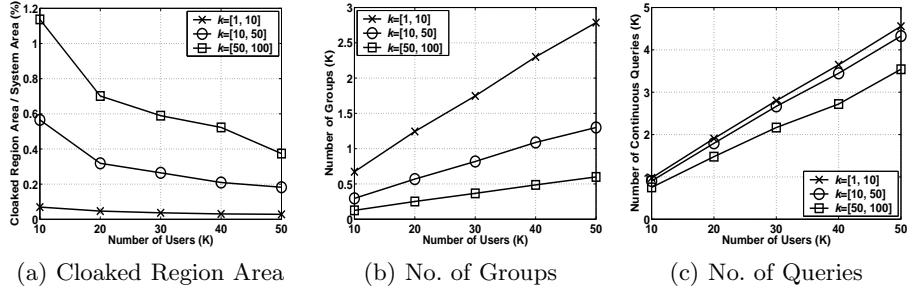 Cloaked Region Area / System Area (%)
1.2
1
0.8
0.6
0.4
0.2
0
10
20
30
40
50
Number of Users (K)
k=[1, 10]
k=[10, 50]
k=[50, 100]
(a) Cloaked Region Area
Number of Groups (K)
3
2.5
2
1.5
1
0.5
0
10
20
30
40
50
Number of Users (K)
k=[1, 10]
k=[10, 50]
k=[50, 100]
(b) No. of Groups
Number of Continuous Queries (K)
5
4
3
2
1
0
10
20
30
40
50
Number of Users (K)
k=[1, 10]
k=[10, 50]
k=[50, 100]
(c) No. of Queries